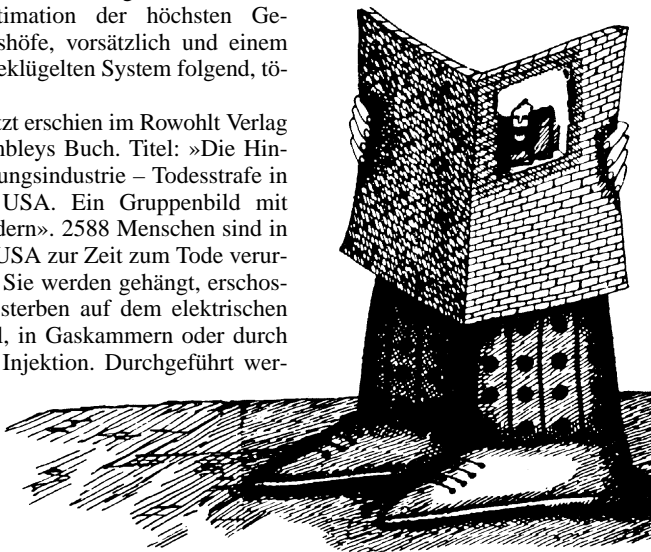 timation der höchsten Ge-
shöfe, vorsätzlich und einem
eklügelten System folgend, tö-
tzt erschien im Rowohlt Verlag
nbleys Buch. Titel: »Die Hin-
ungsindustrie – Todesstrafe in
USA. Ein Gruppenbild mit
dern». 2588 Menschen sind in
USA zur Zeit zum Tode verur-
Sie werden gehängt, erschos-
sterben auf dem elektrischen
l, in Gaskammern oder durch
Injektion. Durchgeführt wer-